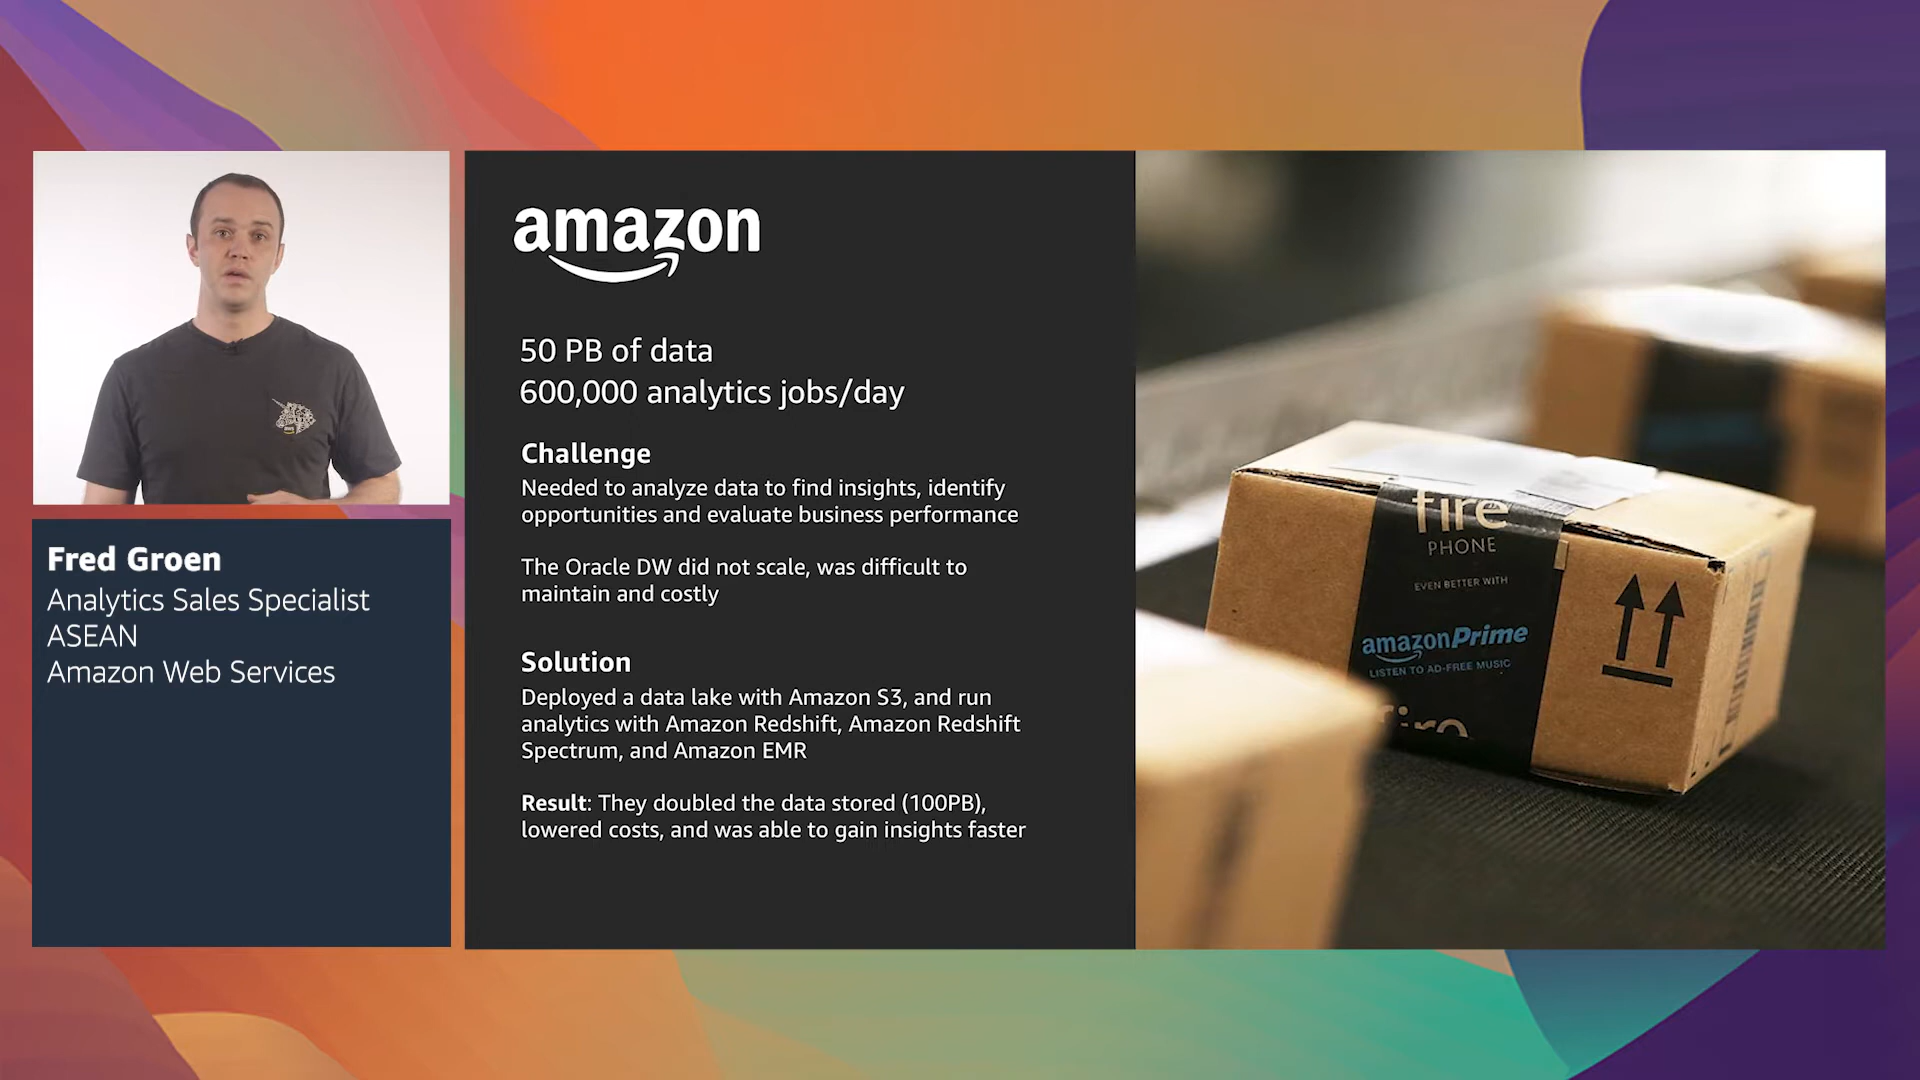 Fred Groen
Analytics Sales Specialist
ASEAN
Amazon Web Services
amazon
50 PB of data
600,000 analytics jobs/day
Challenge
Needed to analyze data to find insights, identify
opportunities and evaluate business performance
The Oracle DW did not scale, was difficult to
maintain and costly
Solution
Deployed a data lake with Amazon S3, and run
analytics with Amazon Redshift, Amazon Redshift
Spectrum, and Amazon EMR
Result: They doubled the data stored (100PB),
lowered costs, and was able to gain insights faster
fire
PHONE
EVEN BETTER WITH
amazonPrime
LISTEN TO AD-FREE MUSIC
fire
aws